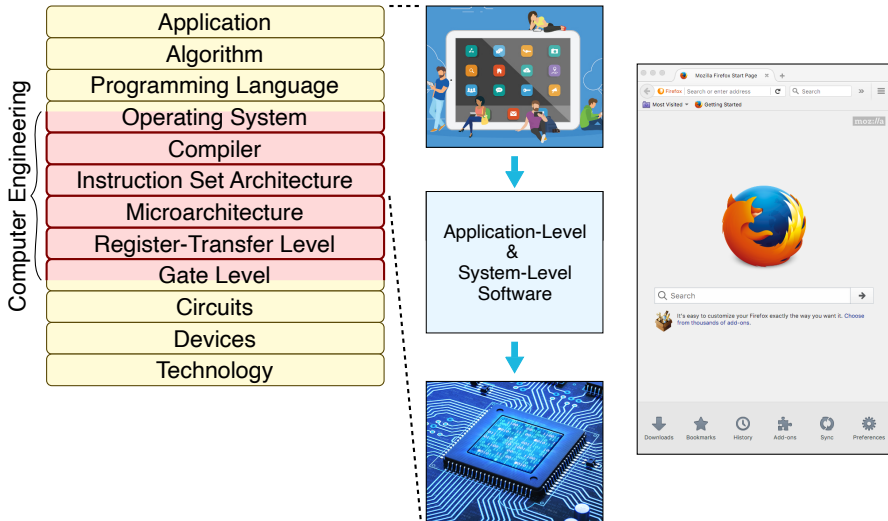 Computer Engineering
Application
Algorithm
Programming Language
Operating System
Compiler
Instruction Set Architecture
Microarchitecture
Register-Transfer Level
Gate Level
Circuits
Devices
Technology
Application-Level
&
System-Level
Software
Mozilla Firefox Start Page
Firefox
Search or enter address
Search
Most Visited
Getting Started
moz://a
Search
It's easy to customize your Firefox exactly the way you want it. Choose
from thousands of add-ons.
Downloads
Bookmarks
History
Add-ons
Sync
Preferences